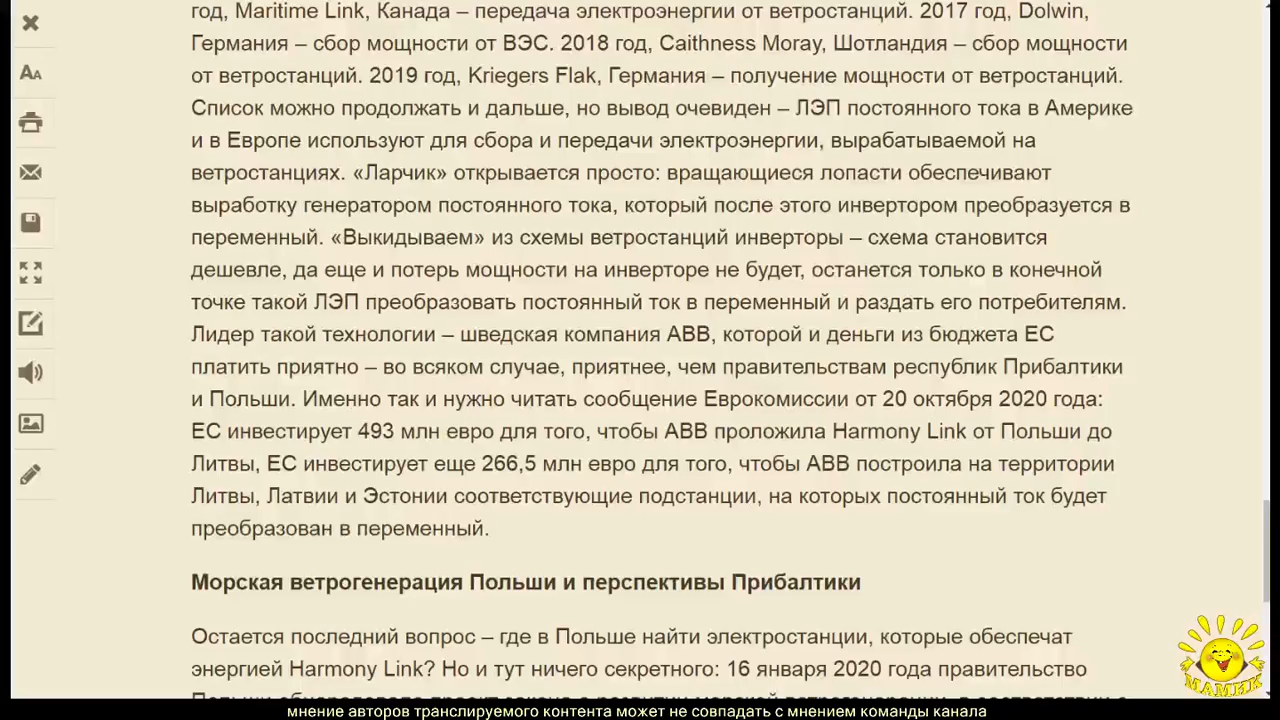 год, Maritime Link, Канада – передача электроэнергии от ветростанций. 2017 год, Dolwin,
Германия – сбор мощности от ВЭС. 2018 год, Caithness Moray, Шотландия – сбор мощности
от ветростанций. 2019 год, Kriegers Flak, Германия – получение мощности от ветростанций.
Список можно продолжать и дальше, но вывод очевиден – ЛЭП постоянного тока в Америке
и в Европе используют для сбора и передачи электроэнергии, вырабатываемой на
ветростанциях. «Ларчик» открывается просто: вращающиеся лопасти обеспечивают
выработку генератором постоянного тока, который после этого инвертором преобразуется в
переменный. «Выкидываем» из схемы ветростанций инверторы – схема становится
дешевле, да еще и потерь мощности на инверторе не будет, останется только в конечной
точке такой ЛЭП преобразовать постоянный ток в переменный и раздать его потребителям.
Лидер такой технологии – шведская компания АВВ, которой и деньги из бюджета ЕС
платить приятно – во всяком случае, приятнее, чем правительствам республик Прибалтики
и Польши. Именно так и нужно читать сообщение Еврокомиссии от 20 октября 2020 года:
ЕС инвестирует 493 млн евро для того, чтобы АВВ проложила Harmony Link от Польши до
Литвы, ЕС инвестирует еще 266,5 млн евро для того, чтобы АВВ построила на территории
Литвы, Латвии и Эстонии соответствующие подстанции, на которых постоянный ток будет
преобразован в переменный.
Морская ветрогенерация Польши и перспективы Прибалтики
Остается последний вопрос – где в Польше найти электростанции, которые обеспечат
энергией Harmony Link? Но и тут ничего секретного: 16 января 2020 года правительство
МАМИК
мнение авторов транслируемого контента может не совпадать с мнением команды канала